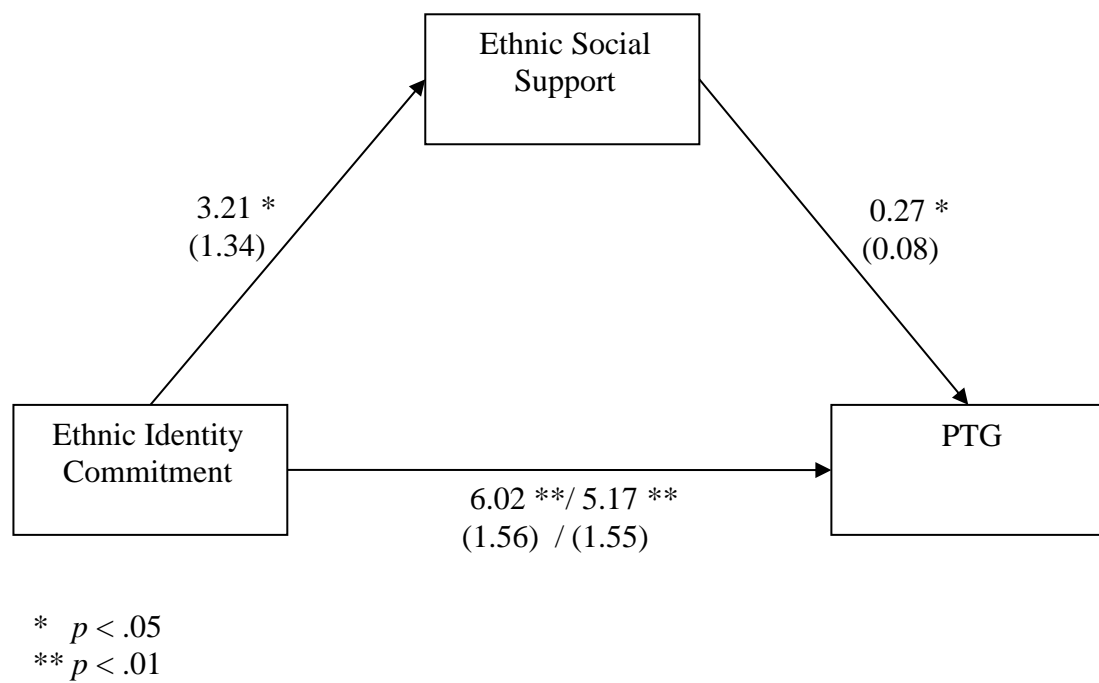 Ethnic Social
Support
3.21 *
(1.34)
0.27 *
(0.08)
Ethnic Identity
Commitment
PTG
6.02 **/ 5.17 **
(1.56) / (1.55)
* p < .05
** p < .01